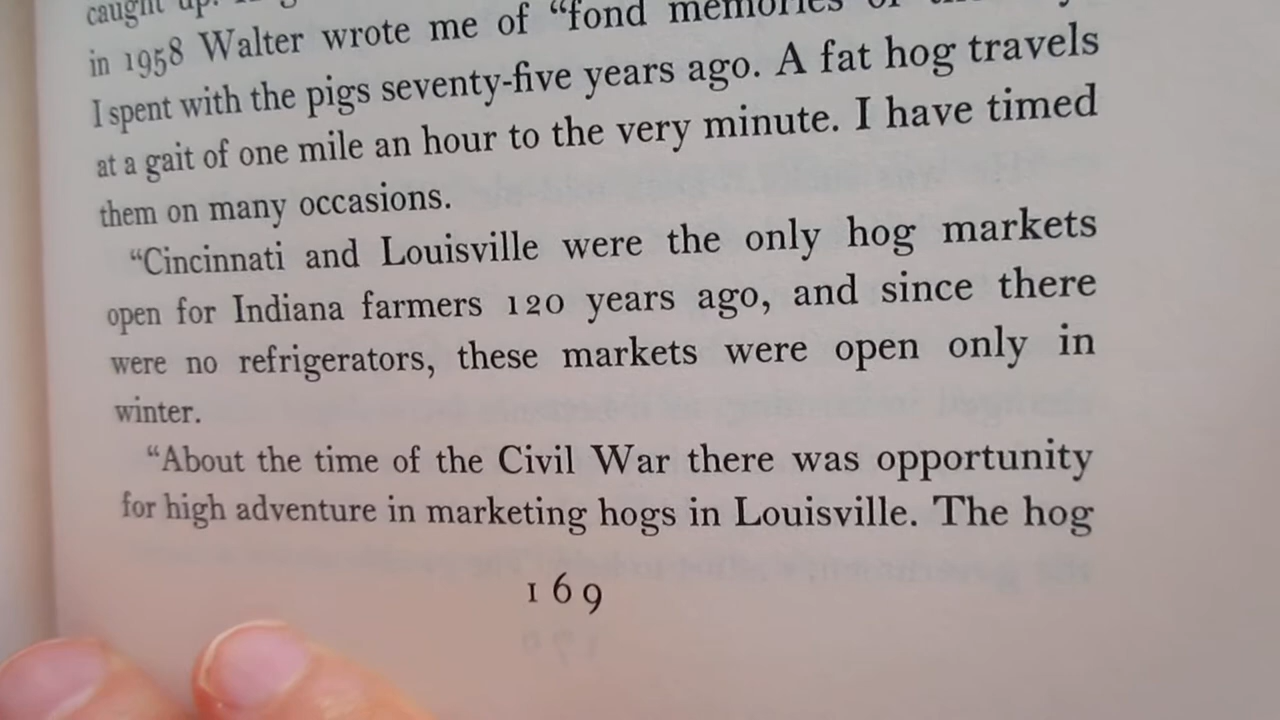 caught up.
in 1958 Walter wrote me of “fond memories of
I spent with the pigs seventy-five years ago. A fat hog travels
at a gait of one mile an hour to the very minute. I have timed
them on many occasions.
“Cincinnati and Louisville were the only hog markets
open for Indiana farmers 120 years ago, and since there
were no refrigerators, these markets were open only in
winter.
“About the time of the Civil War there was opportunity
for high adventure in marketing hogs in Louisville. The hog
169